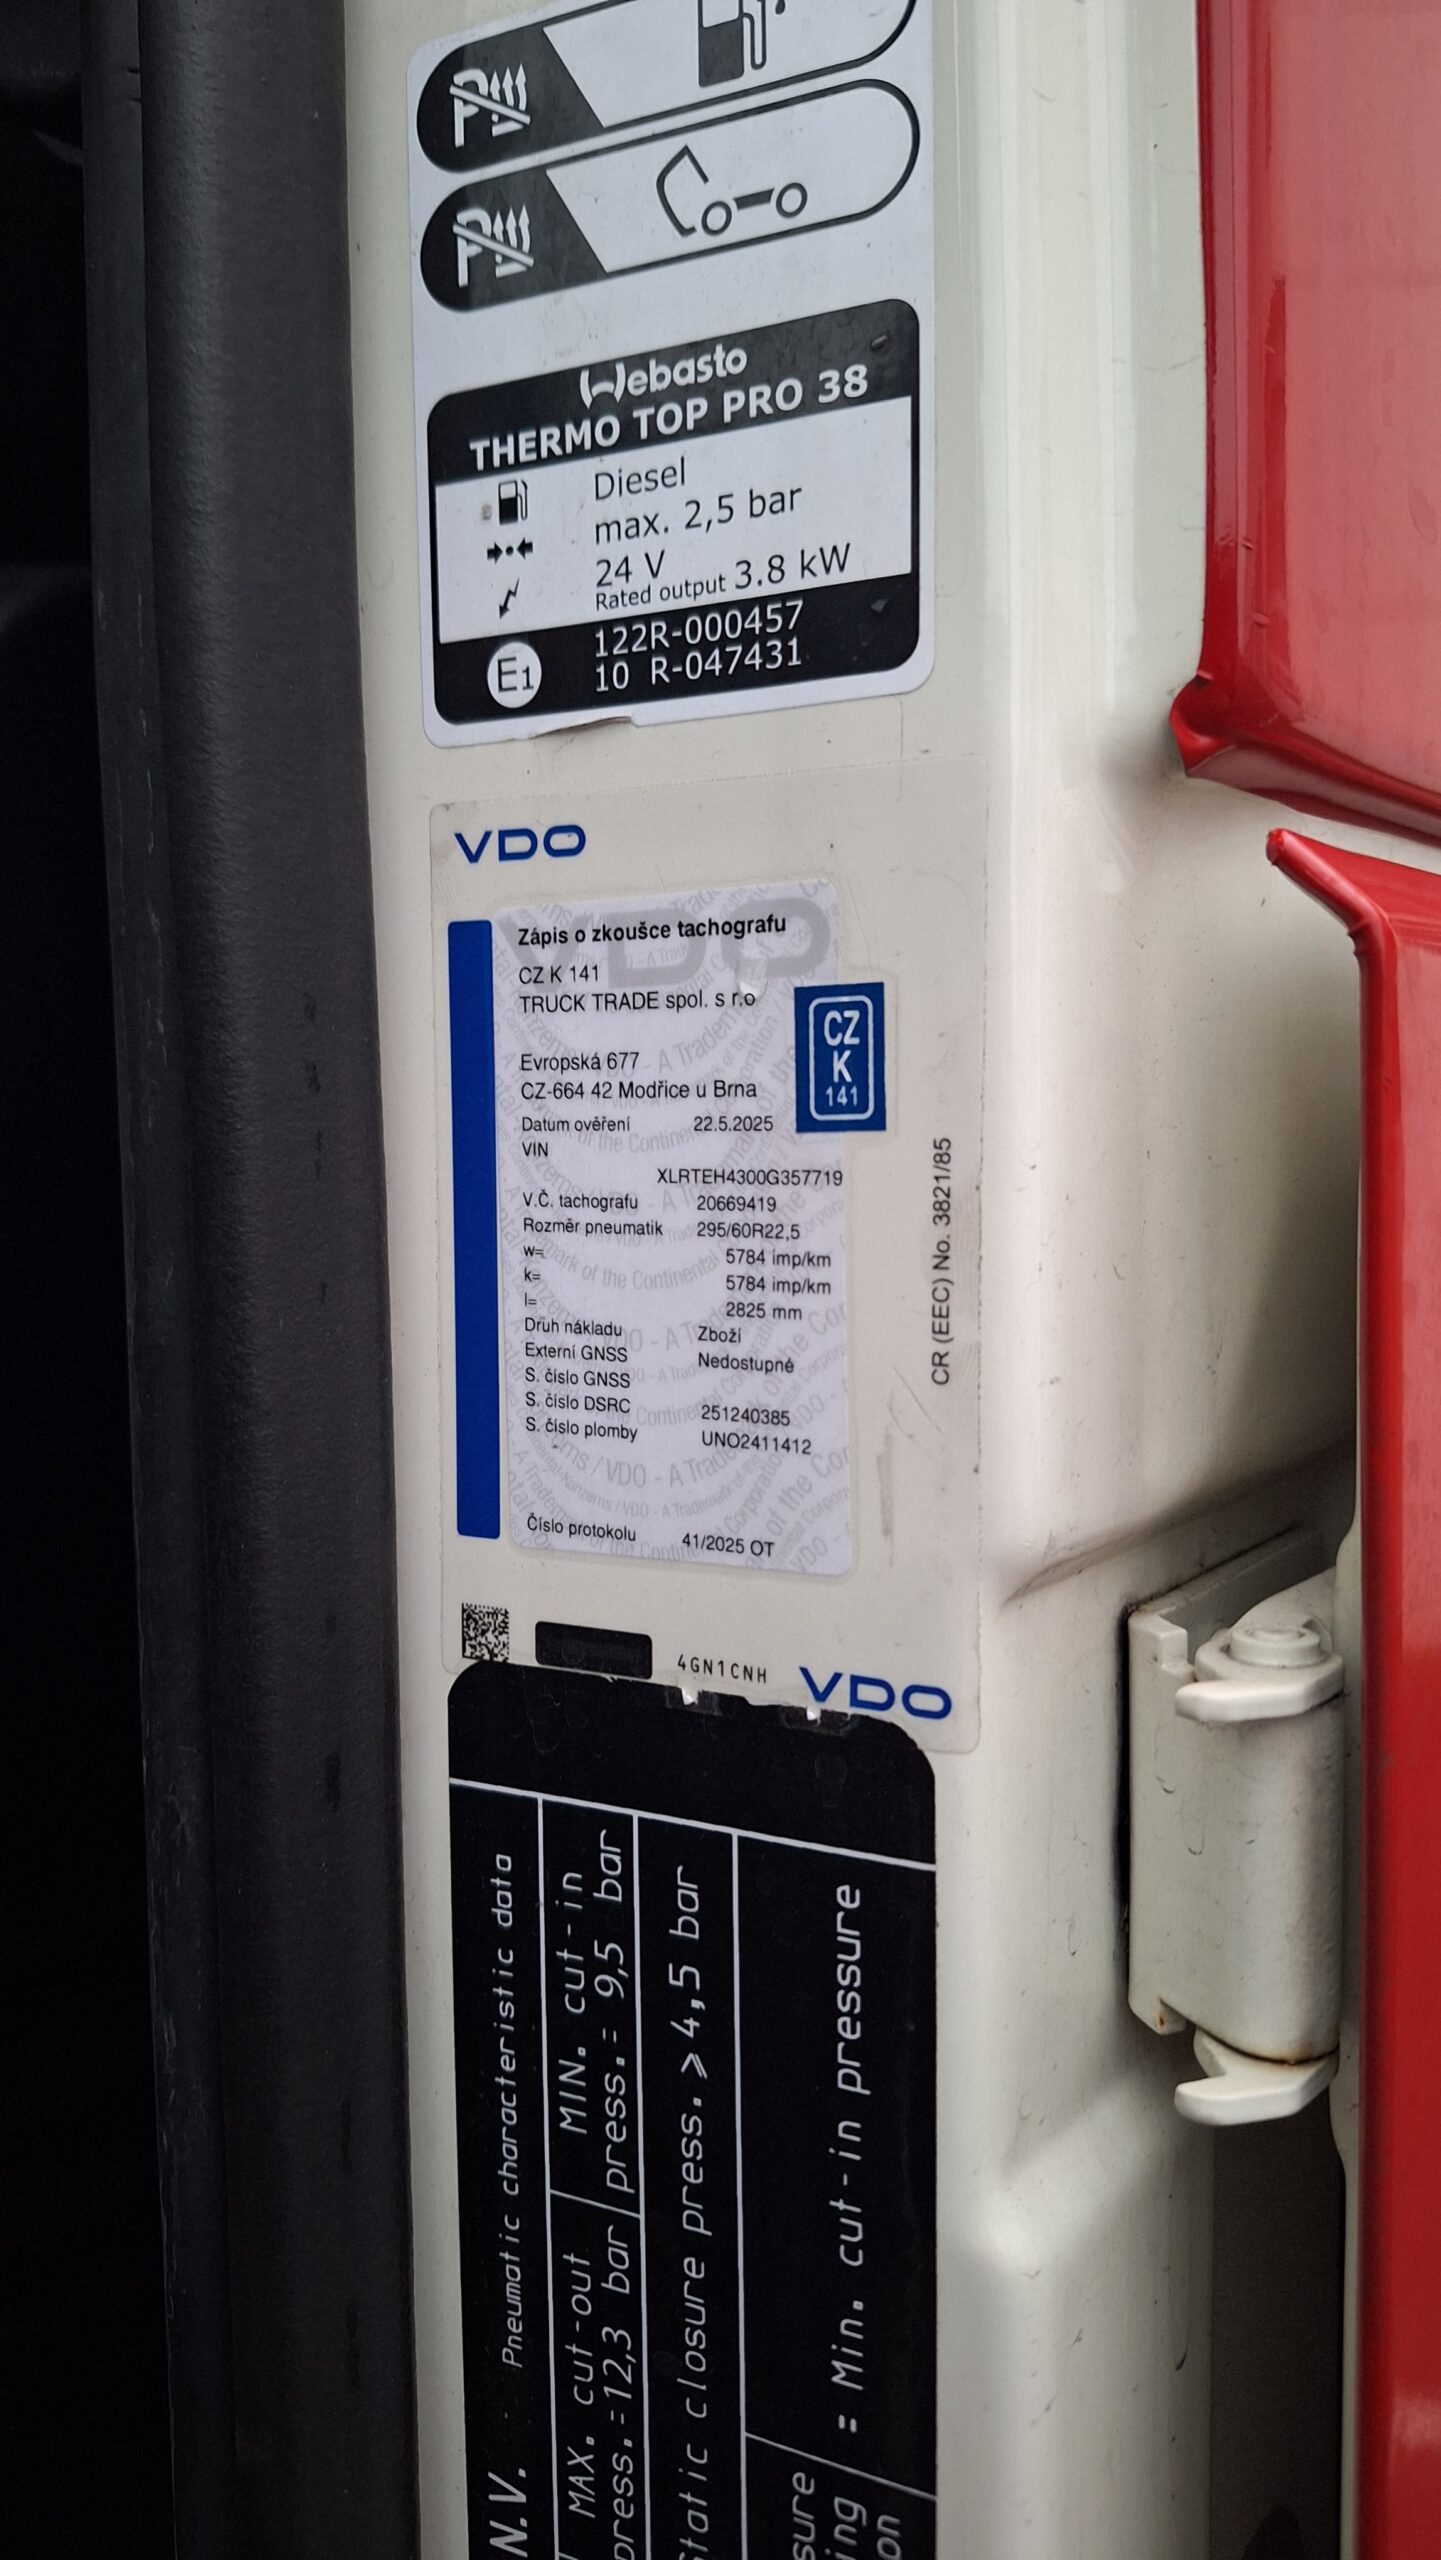 Webasto
THERMO TOP PRO 38
Diesel
max. 2,5 bar
24 V
Rated output 3.8 kW
E1
122R-000457
10 R-047431
VDO
Zápis o zkoušce tachografu
CZ K 141
TRUCK TRADE spol. s r.o
Evropská 677
CZ-664 42 Modřice u Brna
CZ
K
141
Datum ověření 22.5.2025
VIN
XLRTEH4300G357719
V.Č. tachografu 20669419
Rozměr pneumatik 295/60R22,5
w= 5784 imp/km
k= 5784 imp/km
l= 2825 mm
Druh nákladu Zboží
Externí GNSS Nedostupné
S. číslo GNSS
S. číslo DSRC 251240385
S. číslo plomby UNO2411412
Číslo protokolu 41/2025 OT
CR (EEC) No. 3821/85
4GN1CNH
VDO
N.V. Pneumatic characteristic data
MAX. cut-out MIN. cut-in
press.=12,3 bar press.= 9,5 bar
Static closure press.⩾4,5 bar
= Min. cut-in pressure